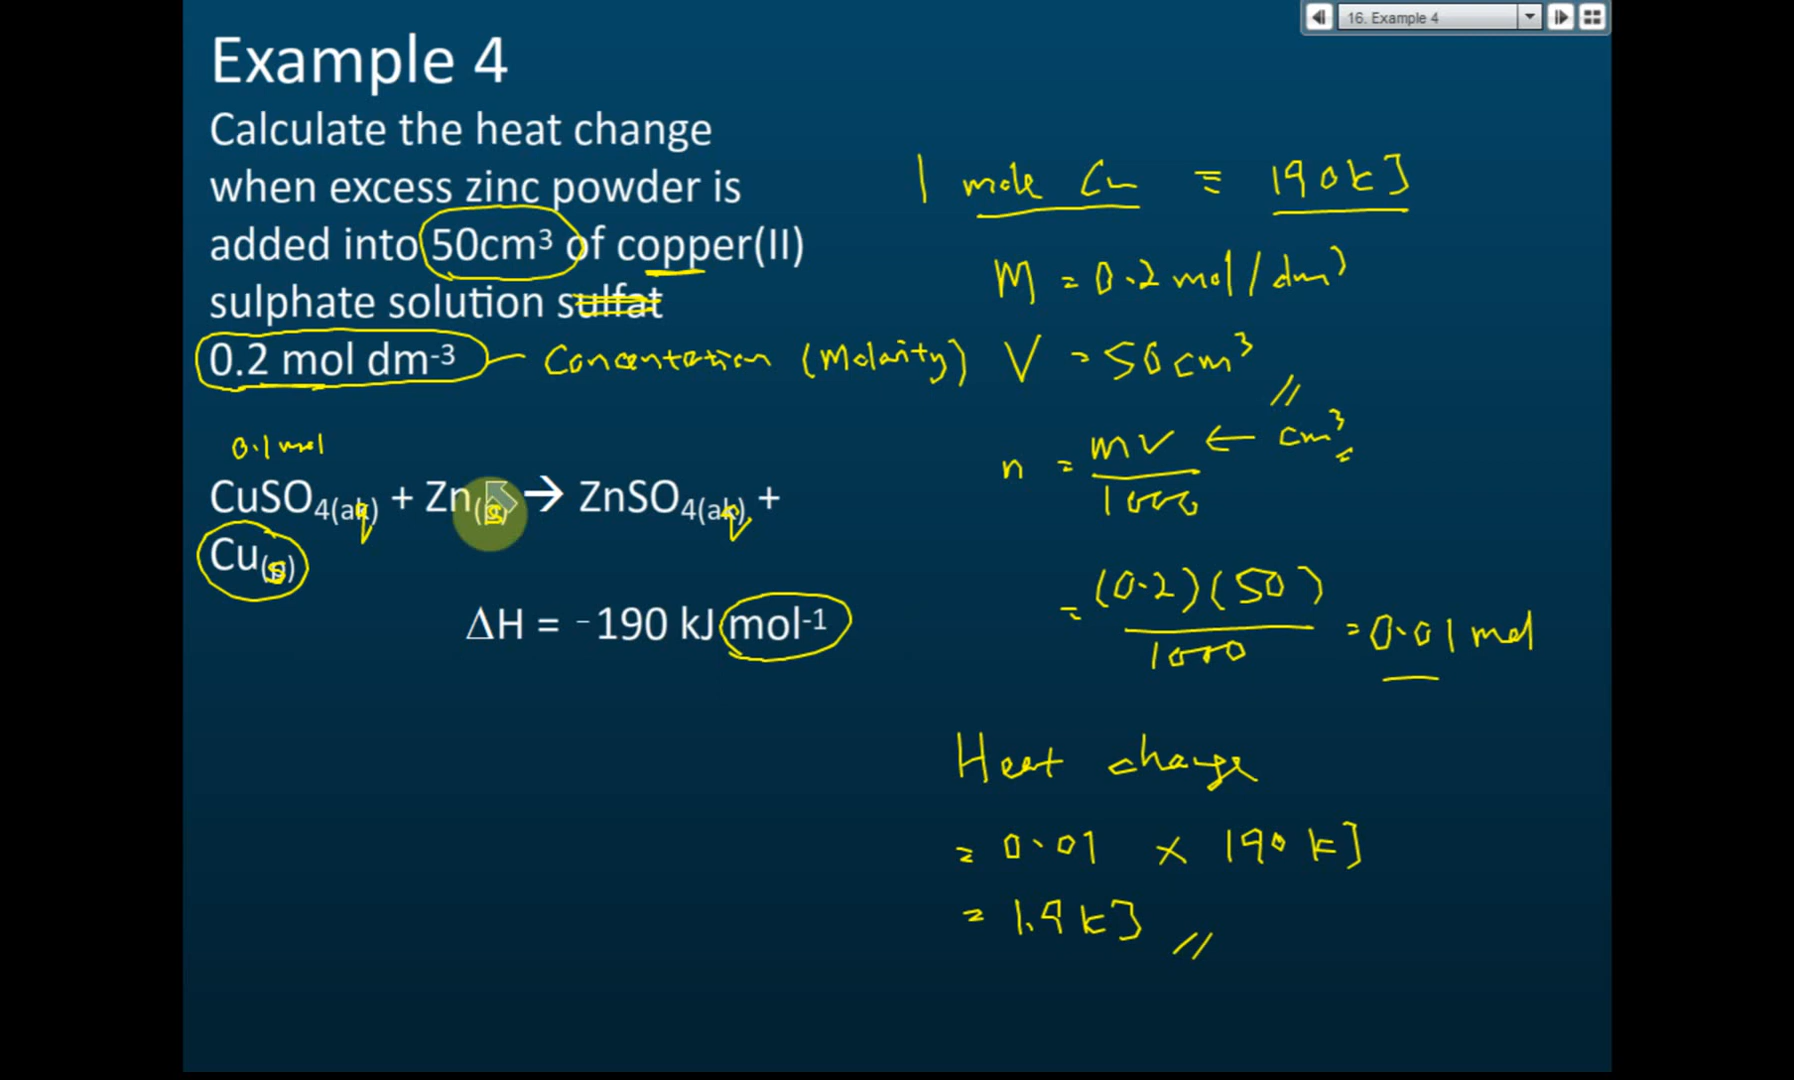 16. Example 4
Example 4
Calculate the heat change
when excess zinc powder is
added into 50cm³ of copper(II)
sulphate solution sulfat
0.2 mol dm-3
Concentration (Molarity)
0.1 mol
CuSO4(aq) + Zn(s) → ZnSO4(aq) +
Cu(s)
ΔH = -190 kJ mol-1
1 mole Cu ≡ 190kJ
M = 0.2 mol/dm³
V = 50cm³
n = mv ← cm³
1000
= (0.2)(50)
1000
= 0.01 mol
Heat change
= 0.01 × 190 kJ
= 1.9 kJ //